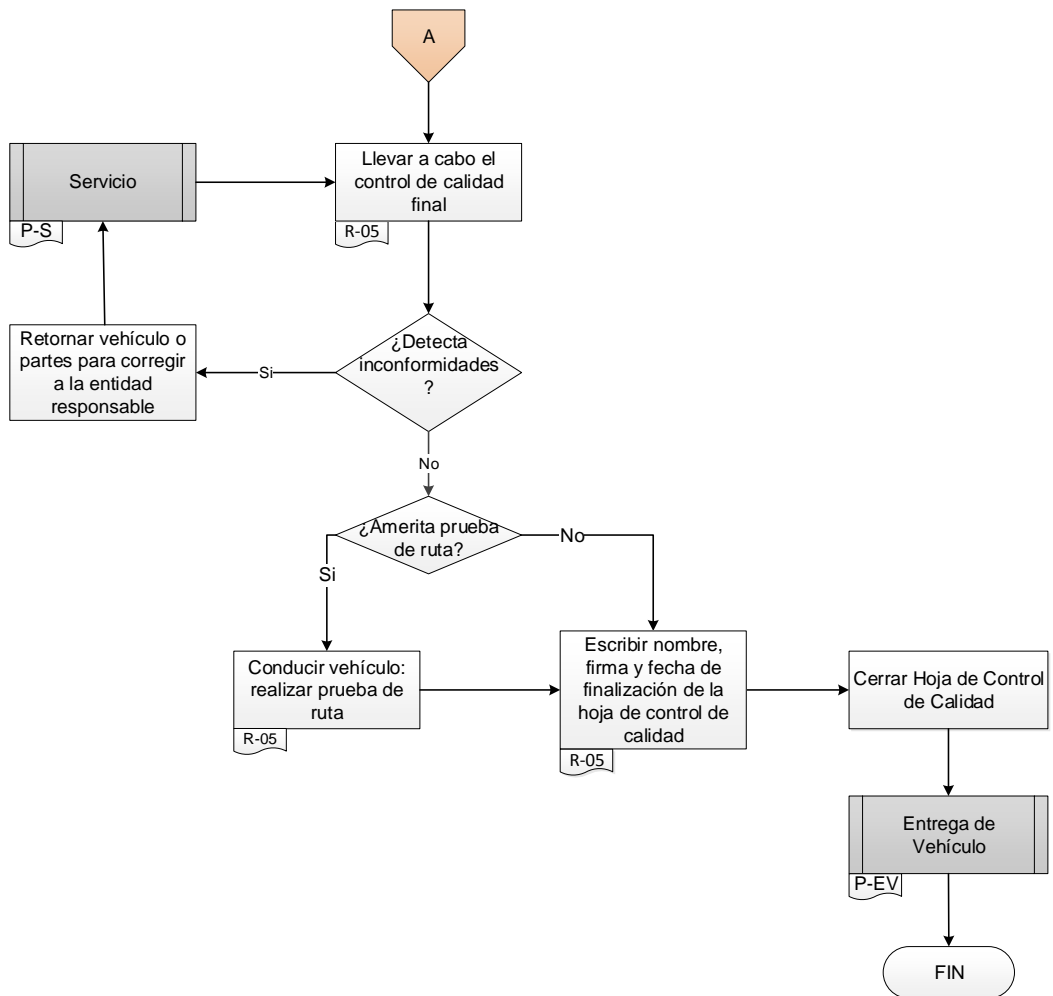 A
Servicio
P-S
Llevar a cabo el
control de calidad
final
R-05
Retornar vehículo o
partes para corregir
a la entidad
responsable
Si
¿Detecta
inconformidades
?
No
¿Amerita prueba
de ruta?
No
Si
Conducir vehículo:
realizar prueba de
ruta
R-05
Escribir nombre,
firma y fecha de
finalización de la
hoja de control de
calidad
R-05
Cerrar Hoja de Control
de Calidad
Entrega de
Vehículo
P-EV
FIN